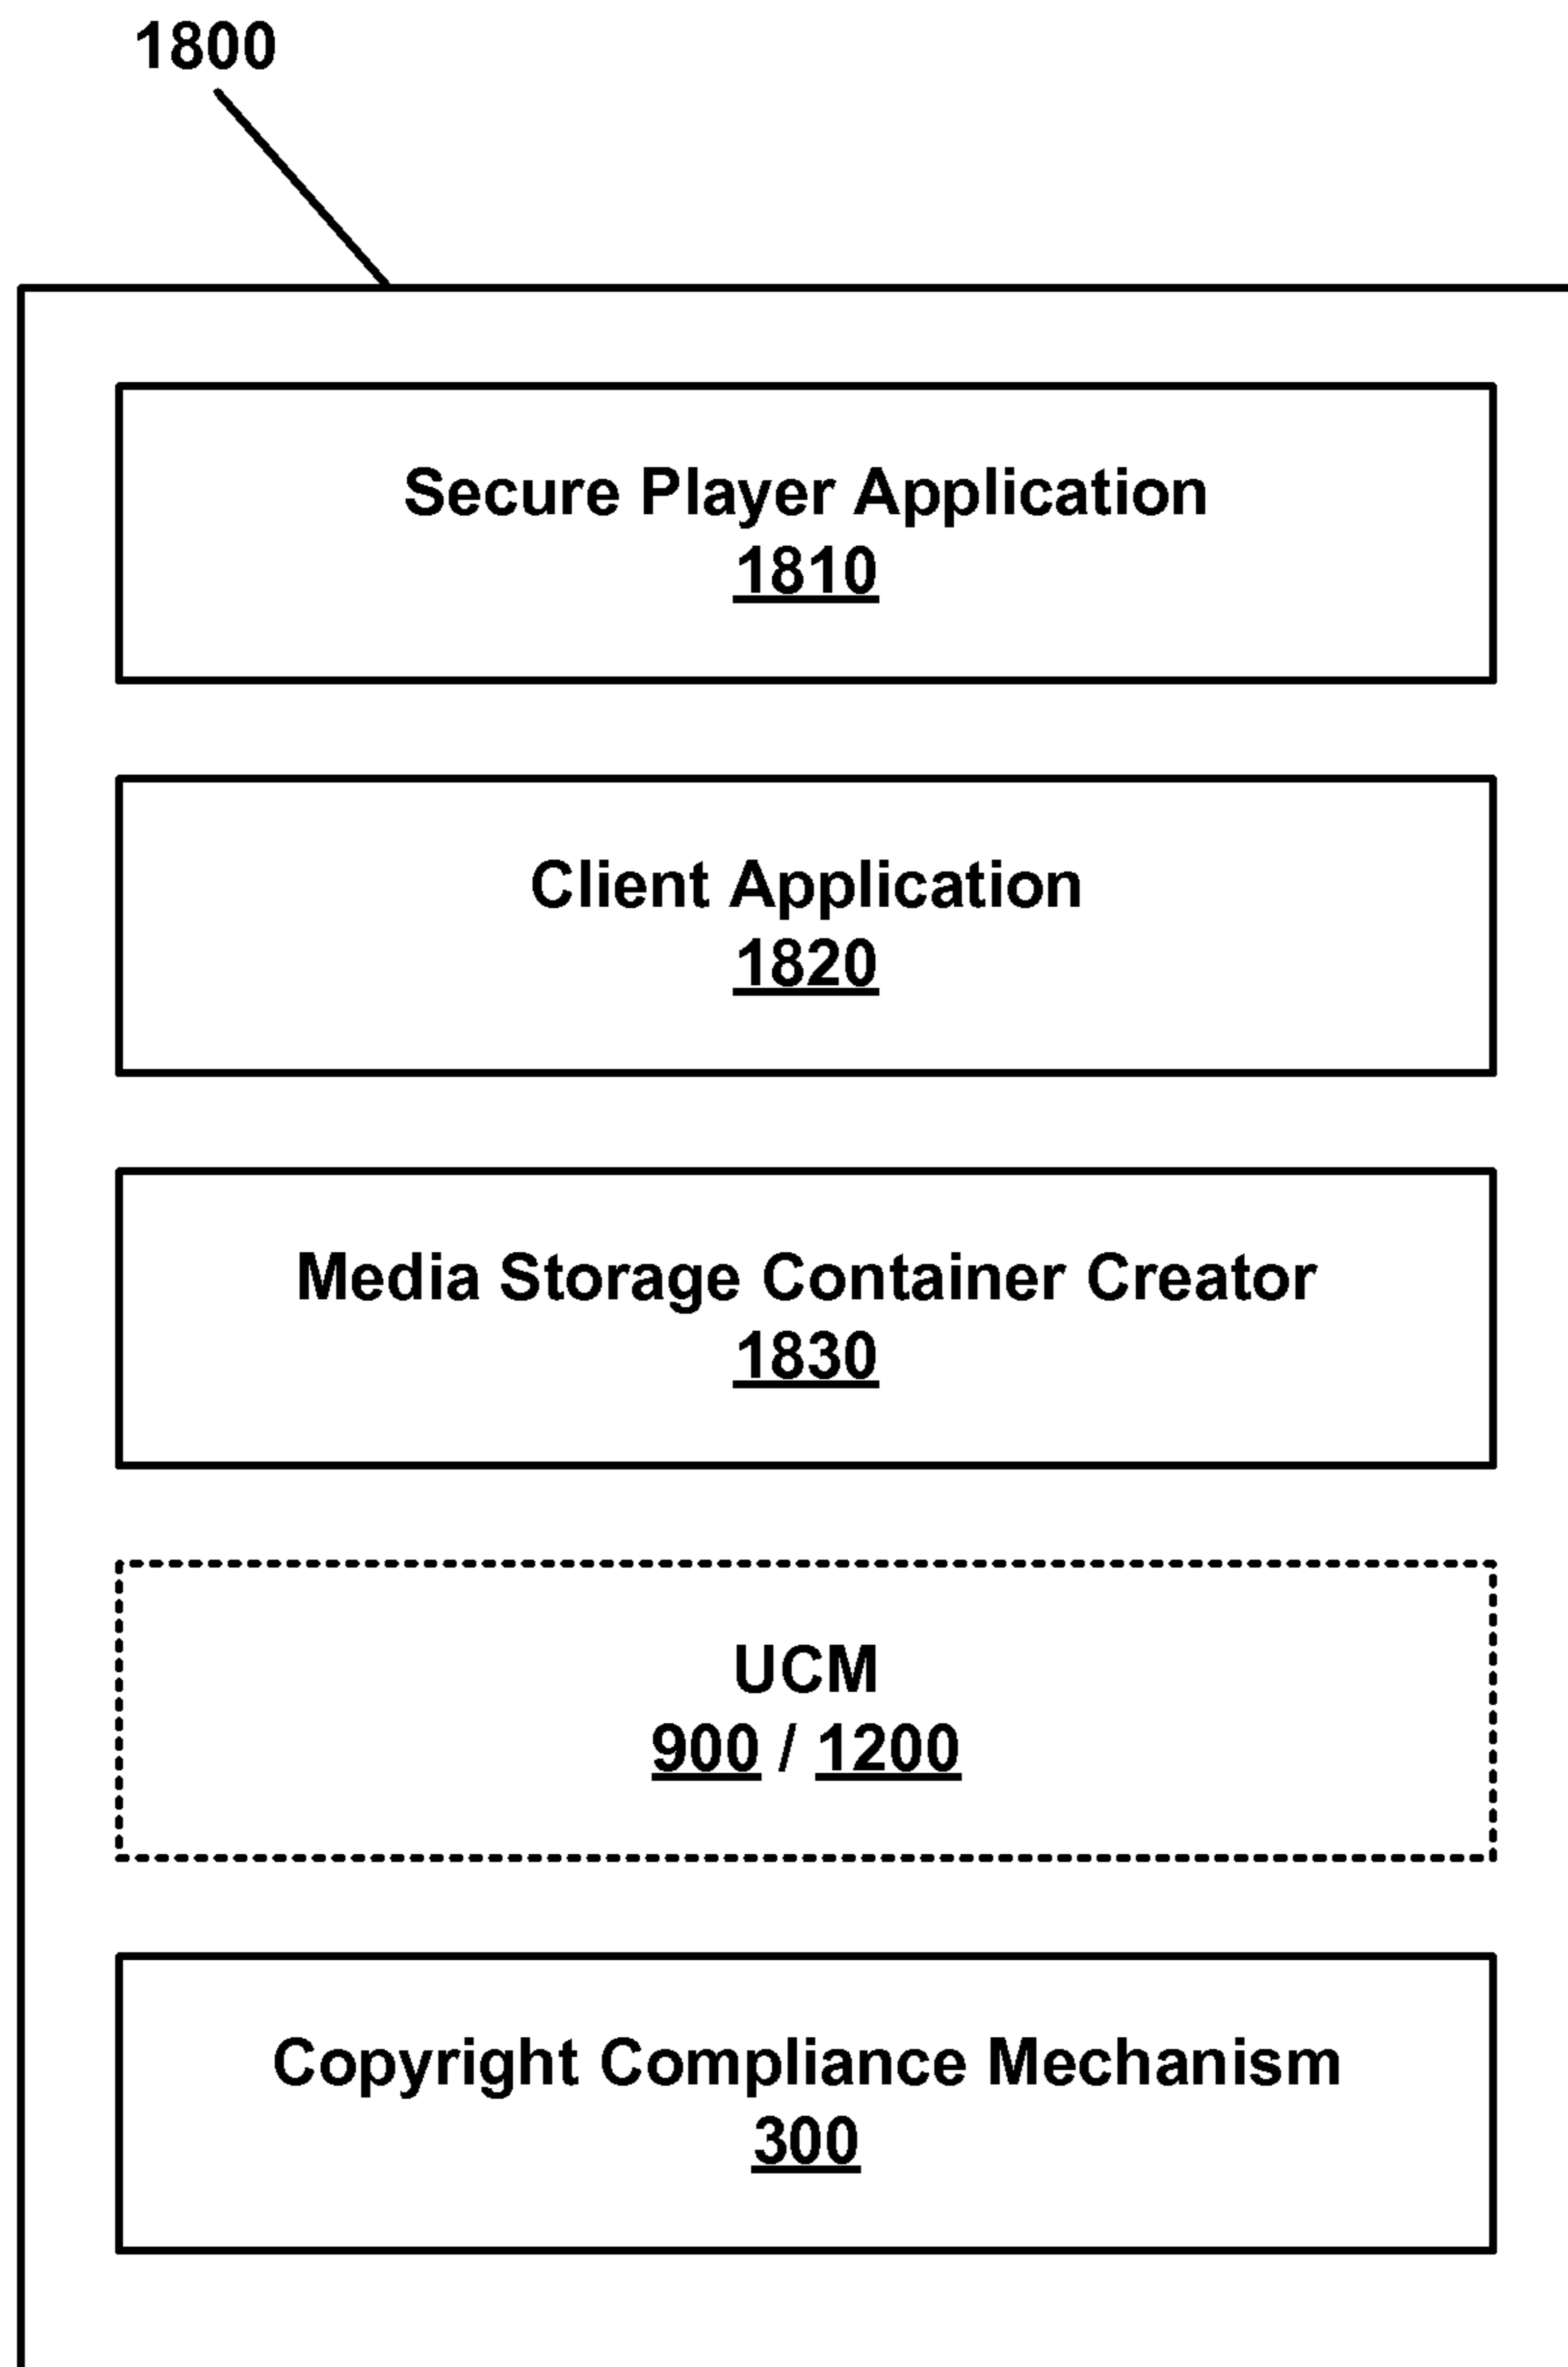 1800
Secure Player Application
1810
Client Application
1820
Media Storage Container Creator
1830
UCM
900 / 1200
Copyright Compliance Mechanism
300